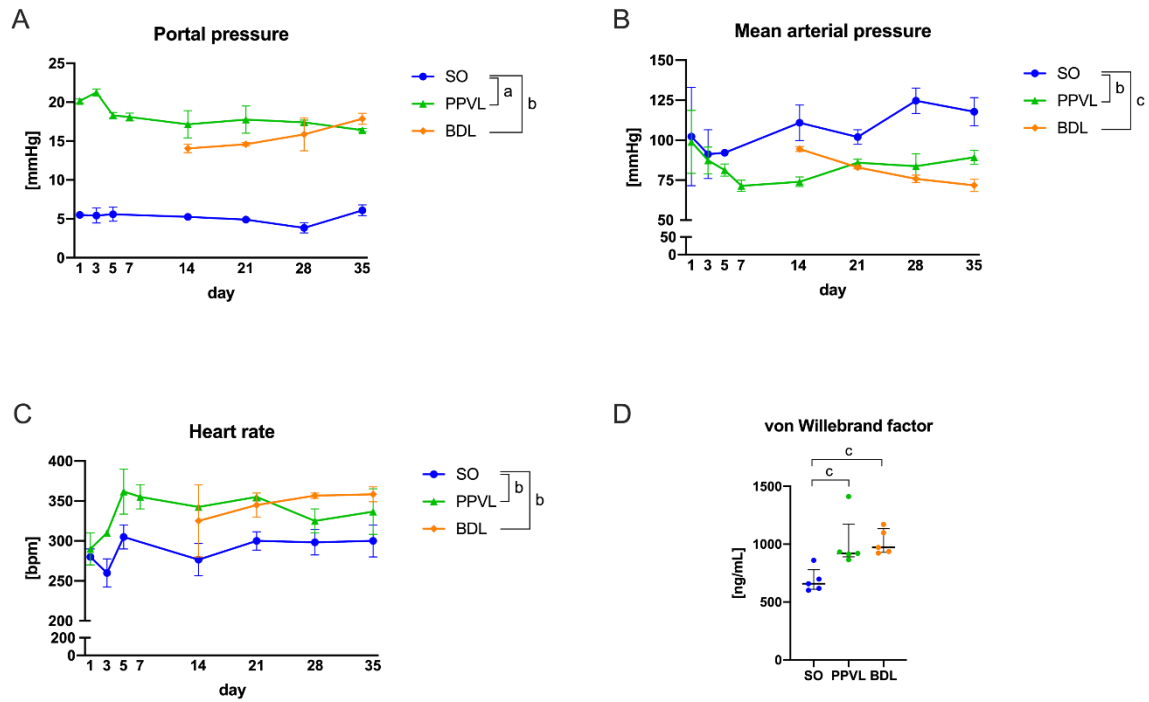 A
Portal pressure
[mmHg]
25
20
15
10
5
0
1 3 5 7 14 21 28 35
day
SO
PPVL
BDL
a
b
B
Mean arterial pressure
[mmHg]
150
125
100
75
50
50
0
1 3 5 7 14 21 28 35
day
SO
PPVL
BDL
b
c
C
Heart rate
[bpm]
400
350
300
250
200
200
0
1 3 5 7 14 21 28 35
day
SO
PPVL
BDL
b
b
D
von Willebrand factor
[ng/mL]
1500
1000
500
0
c
c
SO PPVL BDL